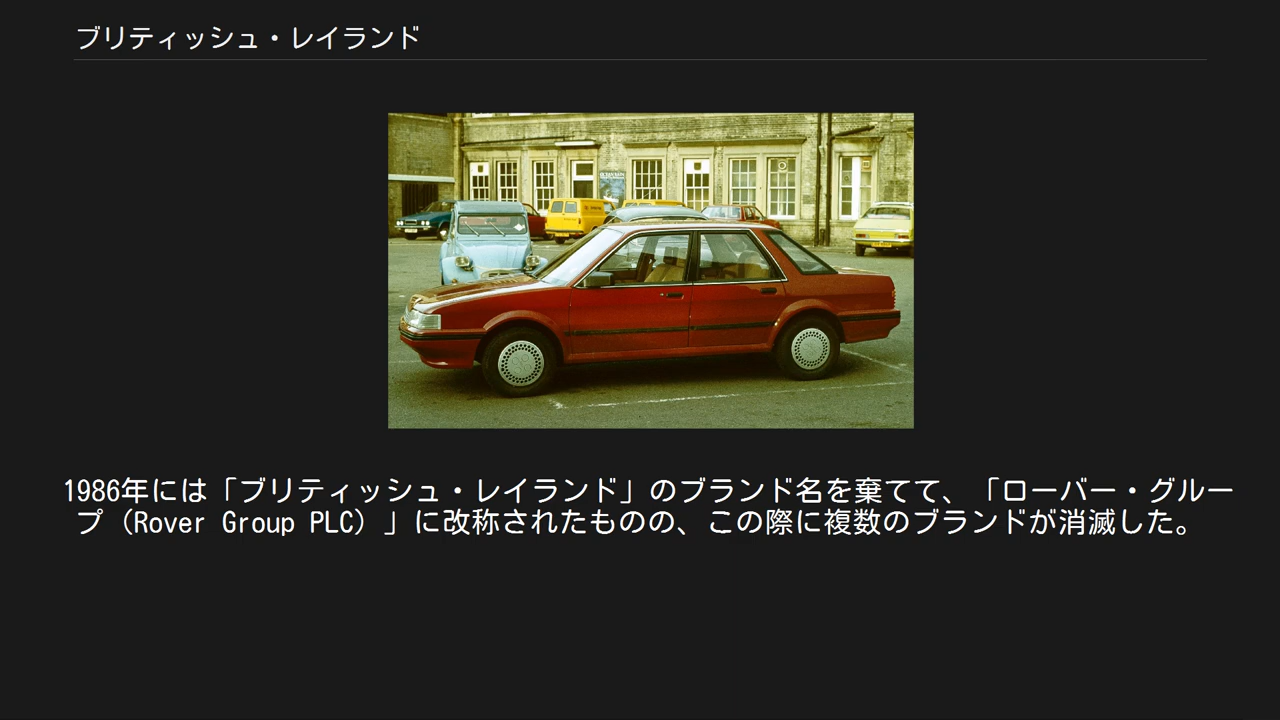 ブリティッシュ・レイランド
1986年には「ブリティッシュ・レイランド」のブランド名を棄てて、「ローバー・グルー
プ（Rover Group PLC）」に改称されたものの、この際に複数のブランドが消滅した。